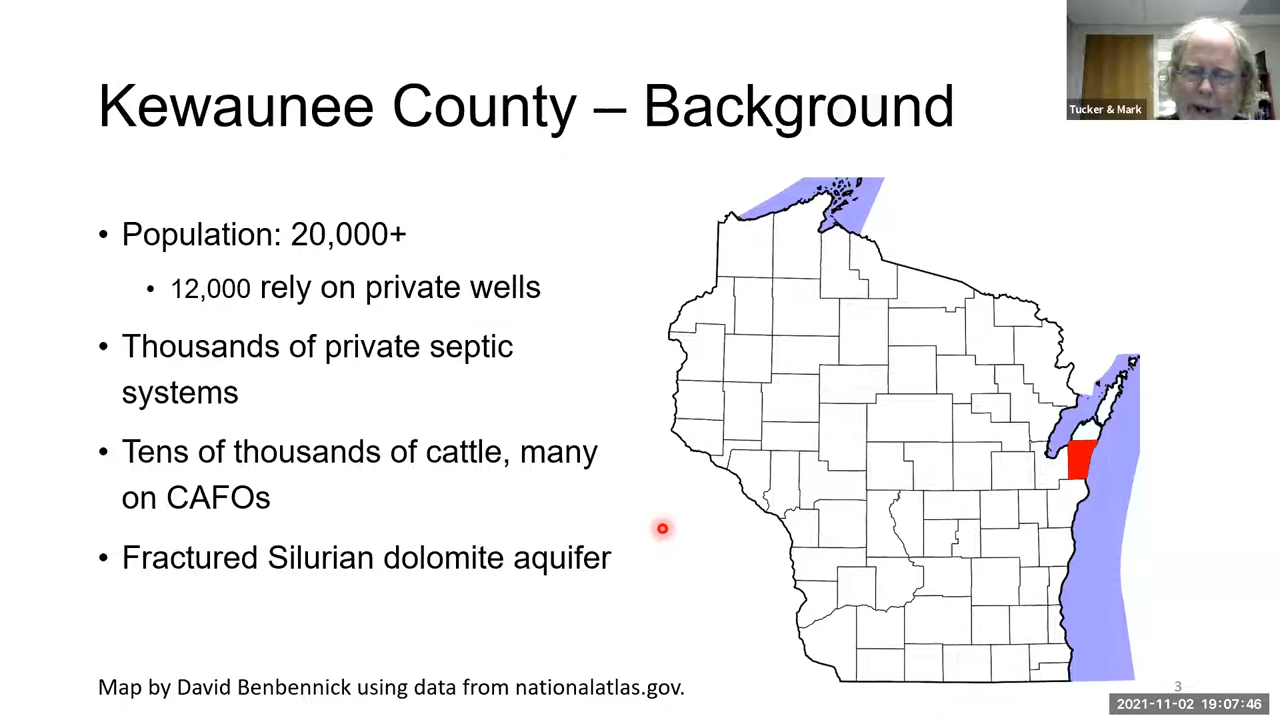 Kewaunee County – Background
Tucker & Mark
• Population: 20,000+
• 12,000 rely on private wells
• Thousands of private septic
systems
• Tens of thousands of cattle, many
on CAFOs
• Fractured Silurian dolomite aquifer
Map by David Benbennick using data from nationalatlas.gov.
3
2021-11-02 19:07:46